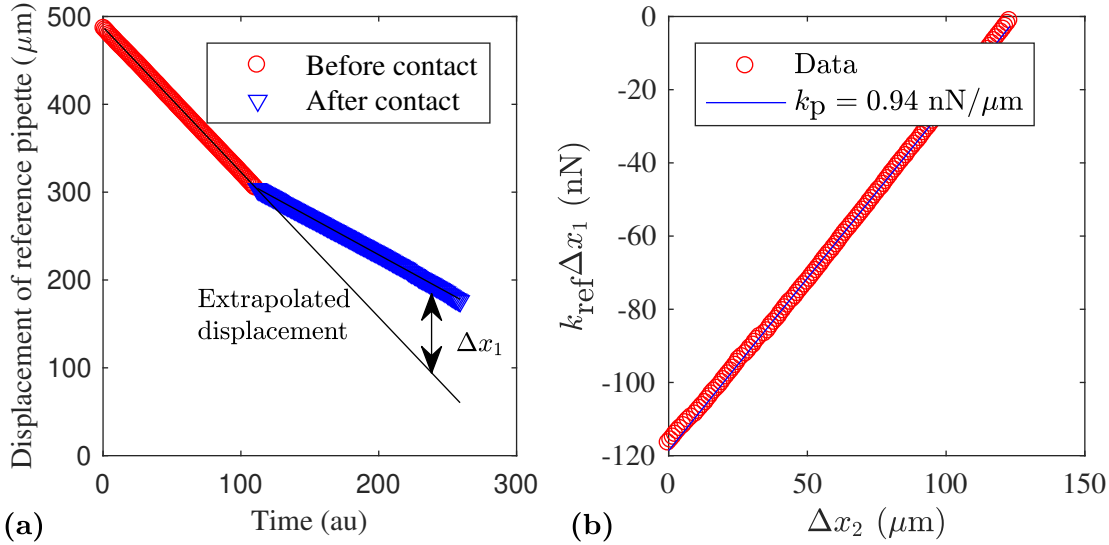 Displacement of reference pipette (μm)
500
400
300
200
100
0
Before contact
After contact
Extrapolated
displacement
Δx₁
0
100
200
300
Time (au)
(a)
k_ref Δx₁ (nN)
0
-20
-40
-60
-80
-100
-120
Data
k_p = 0.94 nN/μm
0
50
100
150
Δx₂ (μm)
(b)